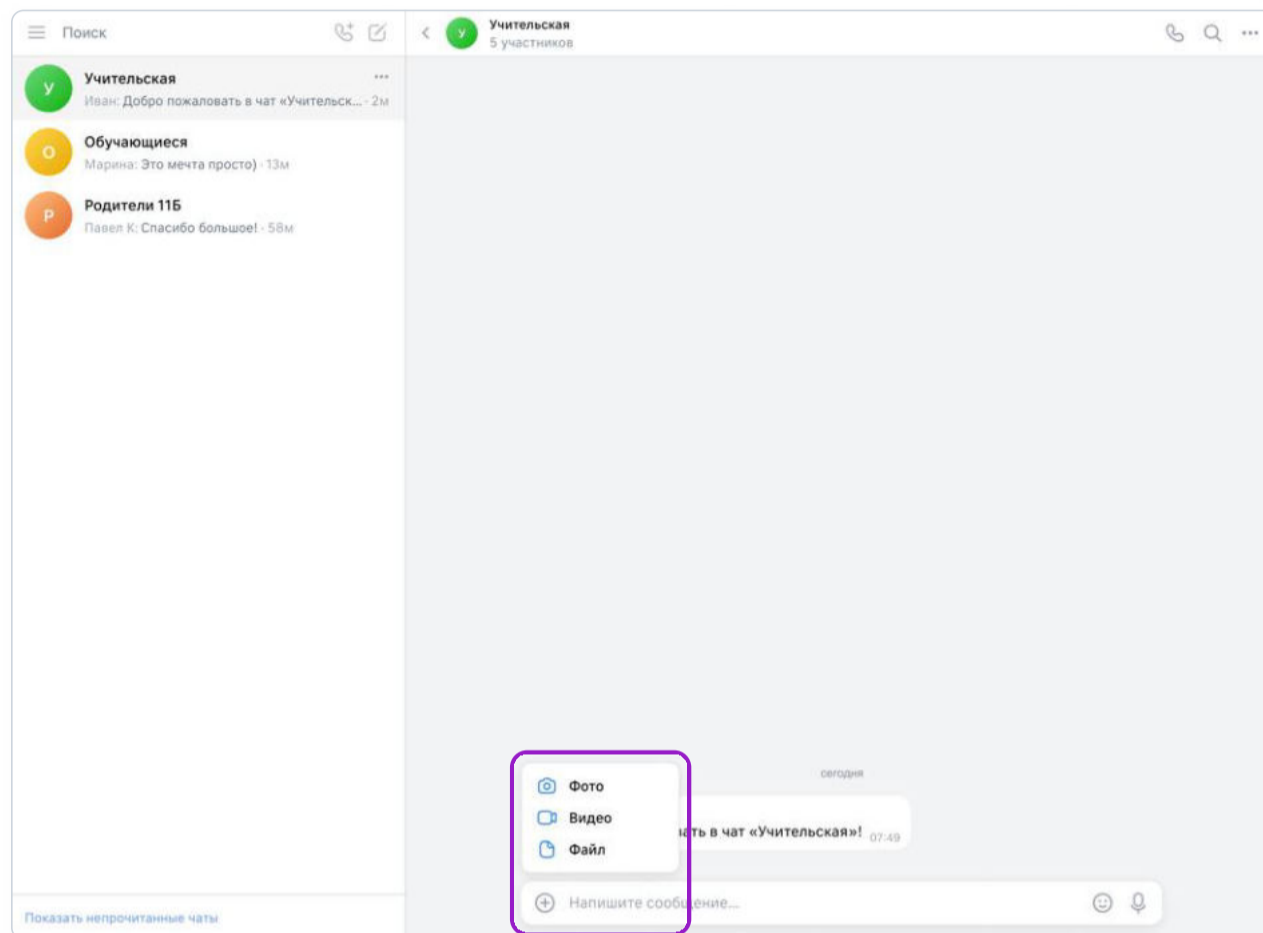 Поиск
У
Учительская
Иван: Добро пожаловать в чат «Учительск... · 2м
О
Обучающиеся
Марина: Это мечта просто) · 13м
Р
Родители 11Б
Павел К: Спасибо большое! · 58м
Показать непрочитанные чаты
У
Учительская
5 участников
сегодня
Фото
Видео
Файл
ать в чат «Учительская»! 07:49
Напишите сообщение...